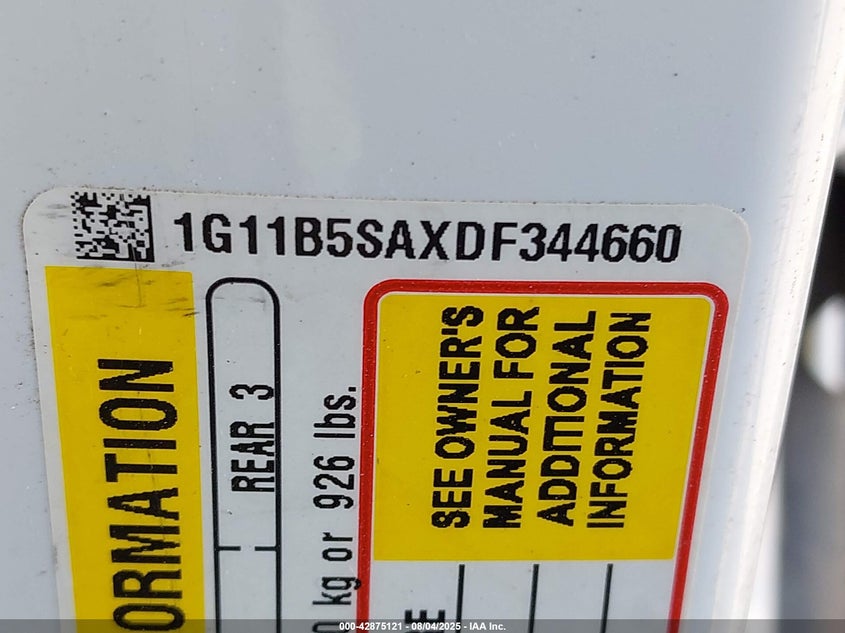 1G11B5SAXDF344660
ORMATION
REAR 3
0 kg or 926 lbs.
SEE OWNER'S
MANUAL FOR
ADDITIONAL
INFORMATION
E
000-42875121 - 08/04/2025 - IAA Inc.